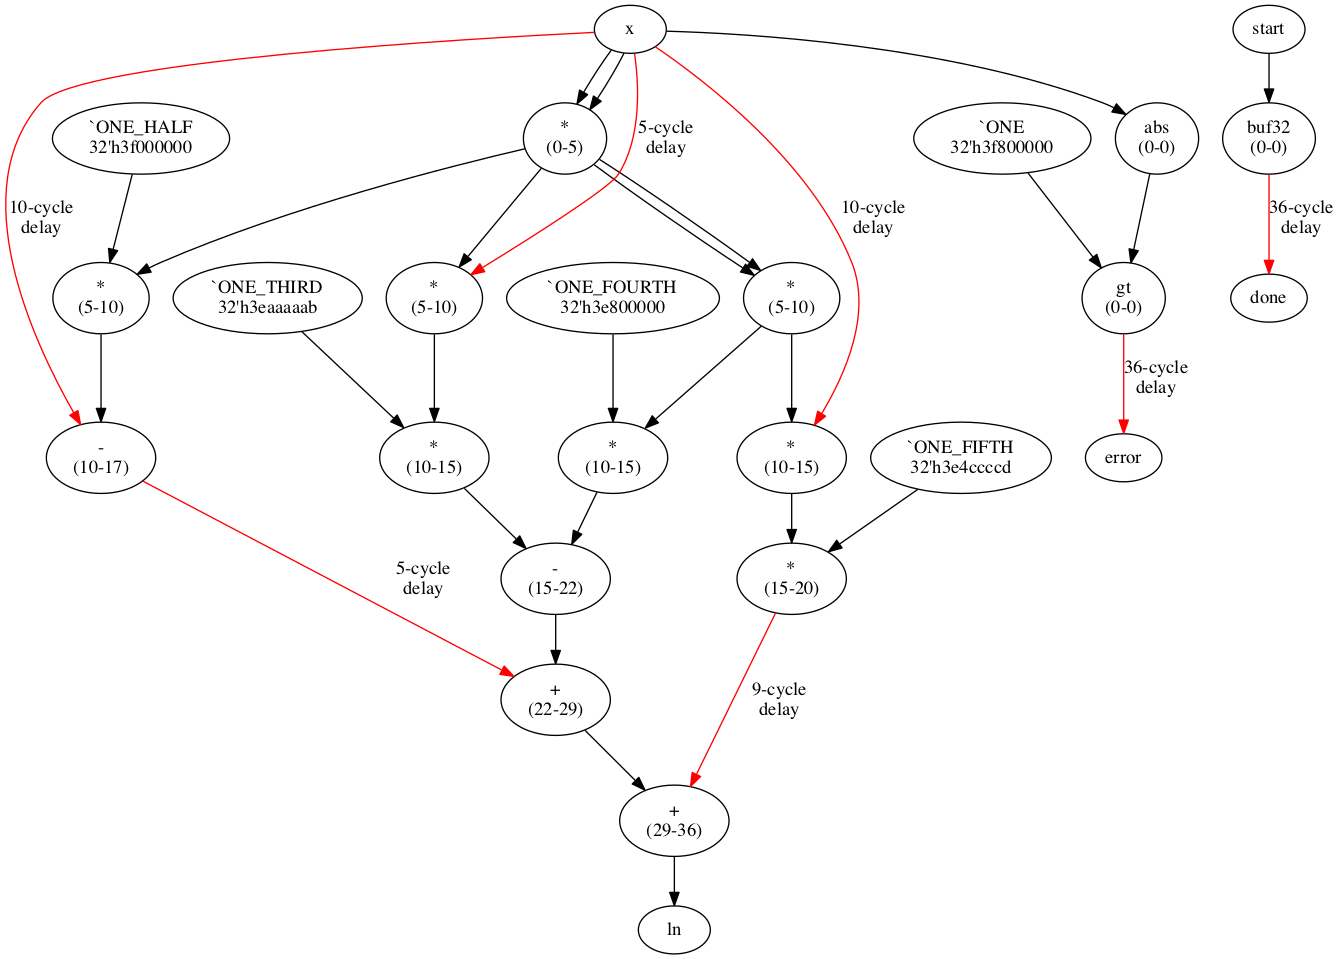 x
start
`ONE_HALF
32'h3f000000
*
(0-5)
5-cycle
delay
`ONE
32'h3f800000
abs
(0-0)
buf32
(0-0)
10-cycle
delay
10-cycle
delay
36-cycle
delay
*
(5-10)
`ONE_THIRD
32'h3eaaaaab
*
(5-10)
`ONE_FOURTH
32'h3e800000
*
(5-10)
gt
(0-0)
done
36-cycle
delay
-
(10-17)
*
(10-15)
*
(10-15)
*
(10-15)
`ONE_FIFTH
32'h3e4ccccd
error
5-cycle
delay
-
(15-22)
*
(15-20)
+
(22-29)
9-cycle
delay
+
(29-36)
ln